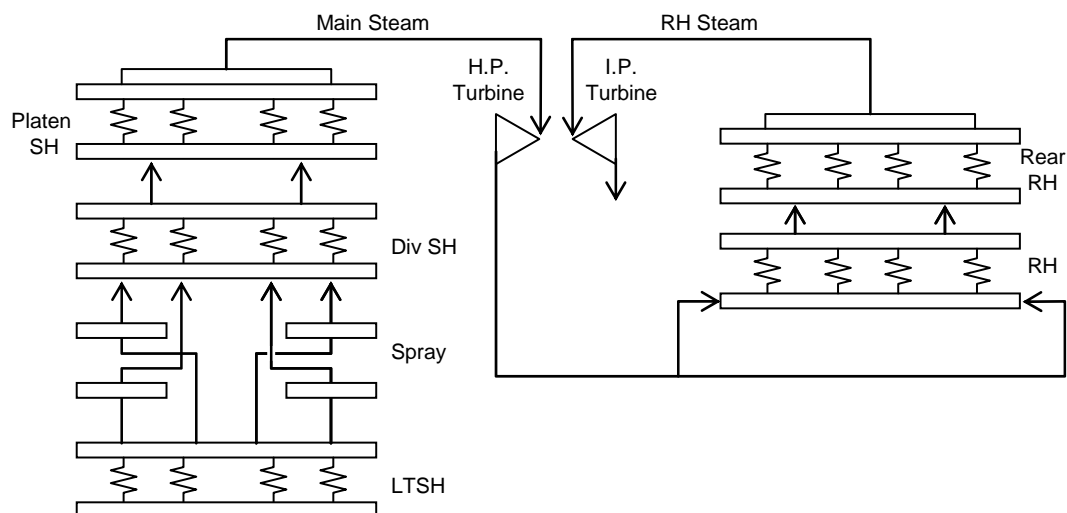 Main Steam
RH Steam
H.P.
Turbine
I.P.
Turbine
Platen
SH
Rear
RH
Div SH
RH
Spray
LTSH